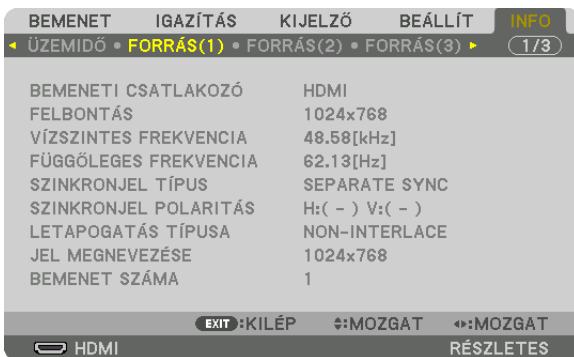 BEMENET IGAZÍTÁS KIJELZŐ BEÁLLÍT INFO
ÜZEMIDŐ • FORRÁS(1) • FORRÁS(2) • FORRÁS(3) 1/3
BEMENETI CSATLAKOZÓ HDMI
FELBONTÁS 1024x768
VÍZSZINTES FREKVENCIA 48.58[kHz]
FÜGGŐLEGES FREKVENCIA 62.13[Hz]
SZINKRONJEL TÍPUS SEPARATE SYNC
SZINKRONJEL POLARITÁS H:( - ) V:( - )
LETAPOGATÁS TÍPUSA NON-INTERLACE
JEL MEGNEVEZÉSE 1024x768
BEMENET SZÁMA 1
EXIT:KILÉP :MOZGAT :MOZGAT
HDMI RÉSZLETES